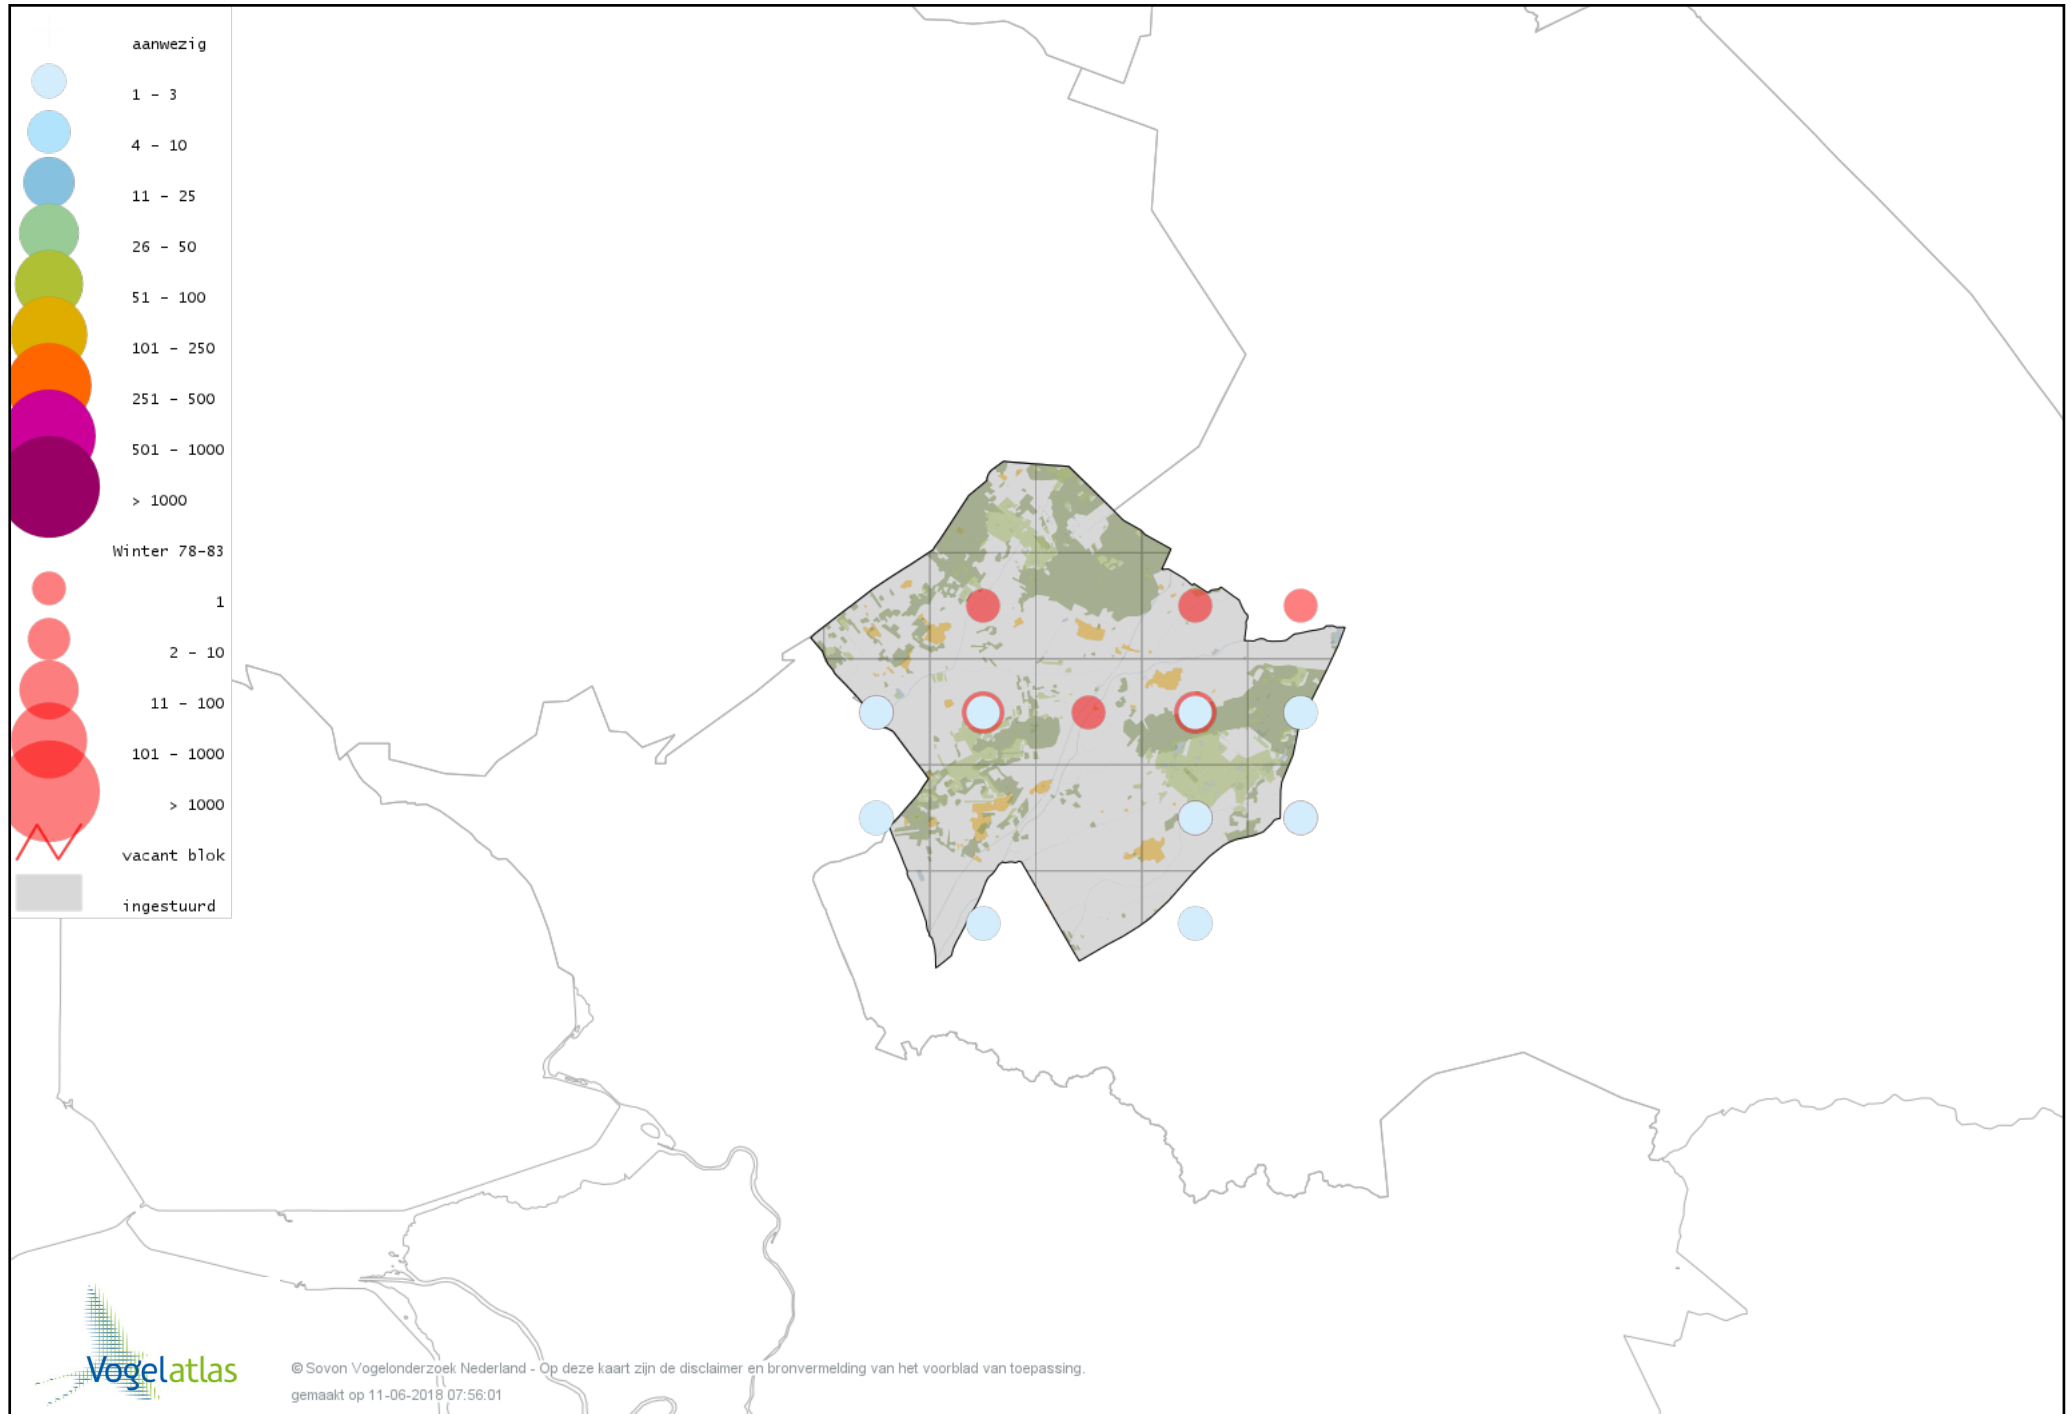 aanwezig
1 - 3
4 - 10
11 - 25
26 - 50
51 - 100
101 - 250
251 - 500
501 - 1000
> 1000
Winter 78-83
1
2 - 10
11 - 100
101 - 1000
> 1000
vacant blok
ingestuurd
Vogelatlas
© Sovon Vogelonderzoek Nederland - Op deze kaart zijn de disclaimer en bronvermelding van het voorblad van toepassing.
gemaakt op 11-06-2018 07:56:01